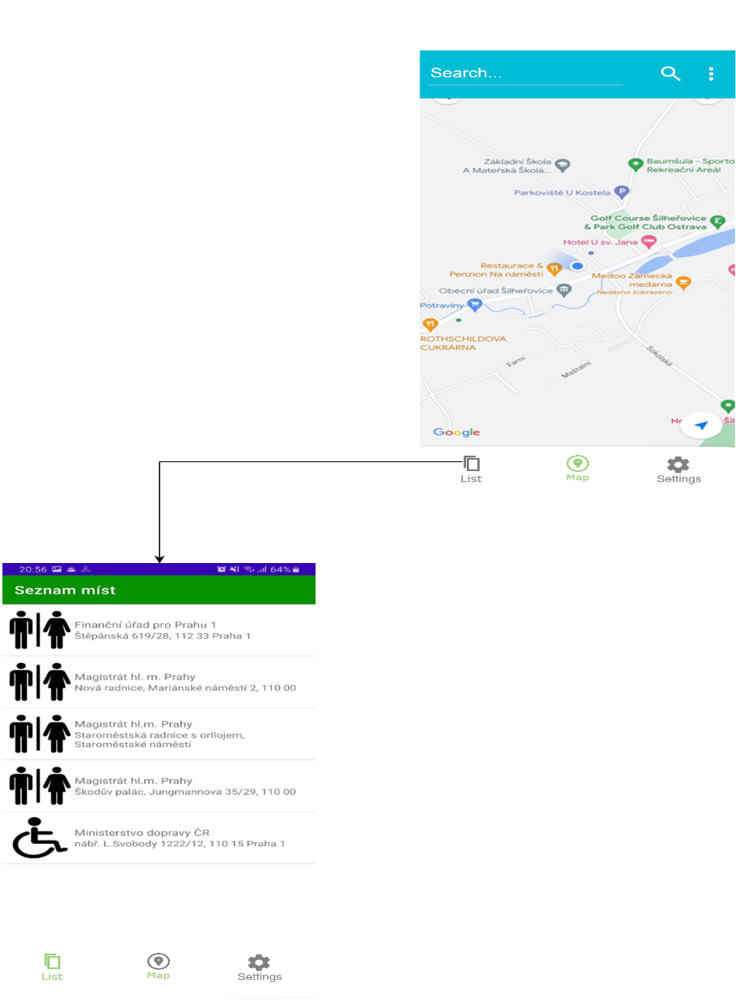 Search...
Základní Škola
A Mateřská Škola...
Baumšula - Sporto
Rekreační Areál
Parkoviště U Kostela
P
Golf Course Šilheřovice
& Park Golf Club Ostrava
Hotel U sv. Jana
Restaurace &
Penzion Na náměstí
Medoo Zámecká
medárna
Nedávno zobrazeno
Obecní úřad Šilheřovice
Potraviny
ROTHSCHILDOVA
CUKRÁRNA
Farní
Maštalní
Sokolská
Ho
Šil
Google
List
Map
Settings
20:56
64%
Seznam míst
Finanční úřad pro Prahu 1
Štěpánská 619/28, 112 33 Praha 1
Magistrát hl. m. Prahy
Nová radnice, Mariánské náměstí 2, 110 00
Magistrát hl.m. Prahy
Staroměstská radnice s orllojem,
Staroměstské náměstí
Magistrát hl.m. Prahy
Škodův palác, Jungmannova 35/29, 110 00
Ministerstvo dopravy ČR
nábř. L.Svobody 1222/12, 110 15 Praha 1
List
Map
Settings